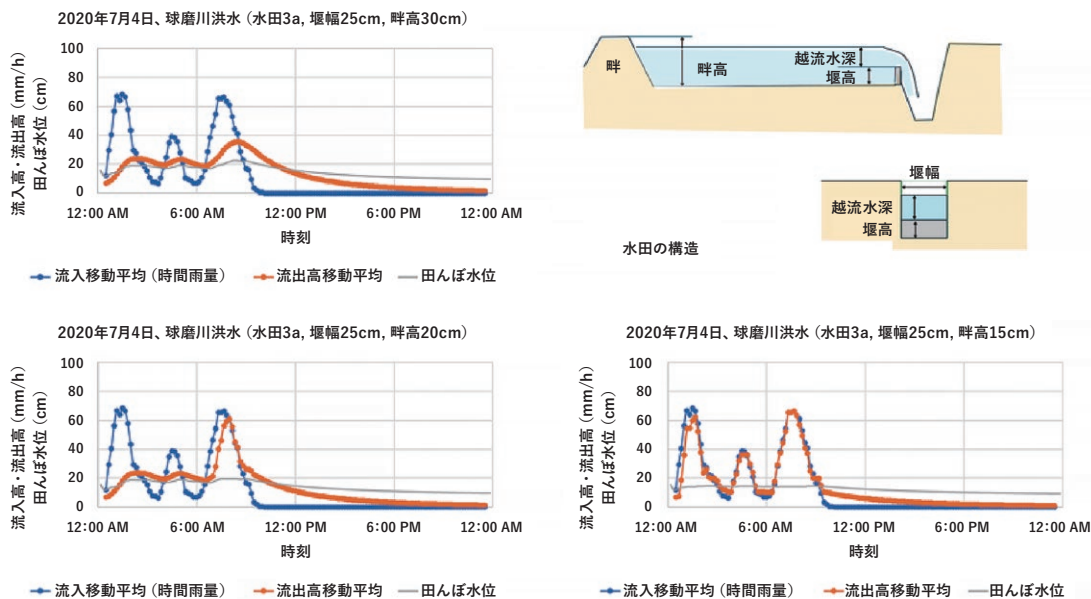 2020年7月4日、球磨川洪水（水田3a, 堰幅25cm, 畔高30cm）
流入高・流出高（mm/h）
田んぼ水位（cm）
100
80
60
40
20
0
12:00 AM 6:00 AM 12:00 PM 6:00 PM 12:00 AM
時刻
流入移動平均（時間雨量） 流出高移動平均 田んぼ水位
畔
畔高
越流水深
堰高
堰幅
越流水深
堰高
水田の構造
2020年7月4日、球磨川洪水（水田3a, 堰幅25cm, 畔高20cm）
流入高・流出高（mm/h）
田んぼ水位（cm）
100
80
60
40
20
0
12:00 AM 6:00 AM 12:00 PM 6:00 PM 12:00 AM
時刻
流入移動平均（時間雨量） 流出高移動平均 田んぼ水位
2020年7月4日、球磨川洪水（水田3a, 堰幅25cm, 畔高15cm）
流入高・流出高（mm/h）
田んぼ水位（cm）
100
80
60
40
20
0
12:00 AM 6:00 AM 12:00 PM 6:00 PM 12:00 AM
時刻
流入移動平均（時間雨量） 流出高移動平均 田んぼ水位